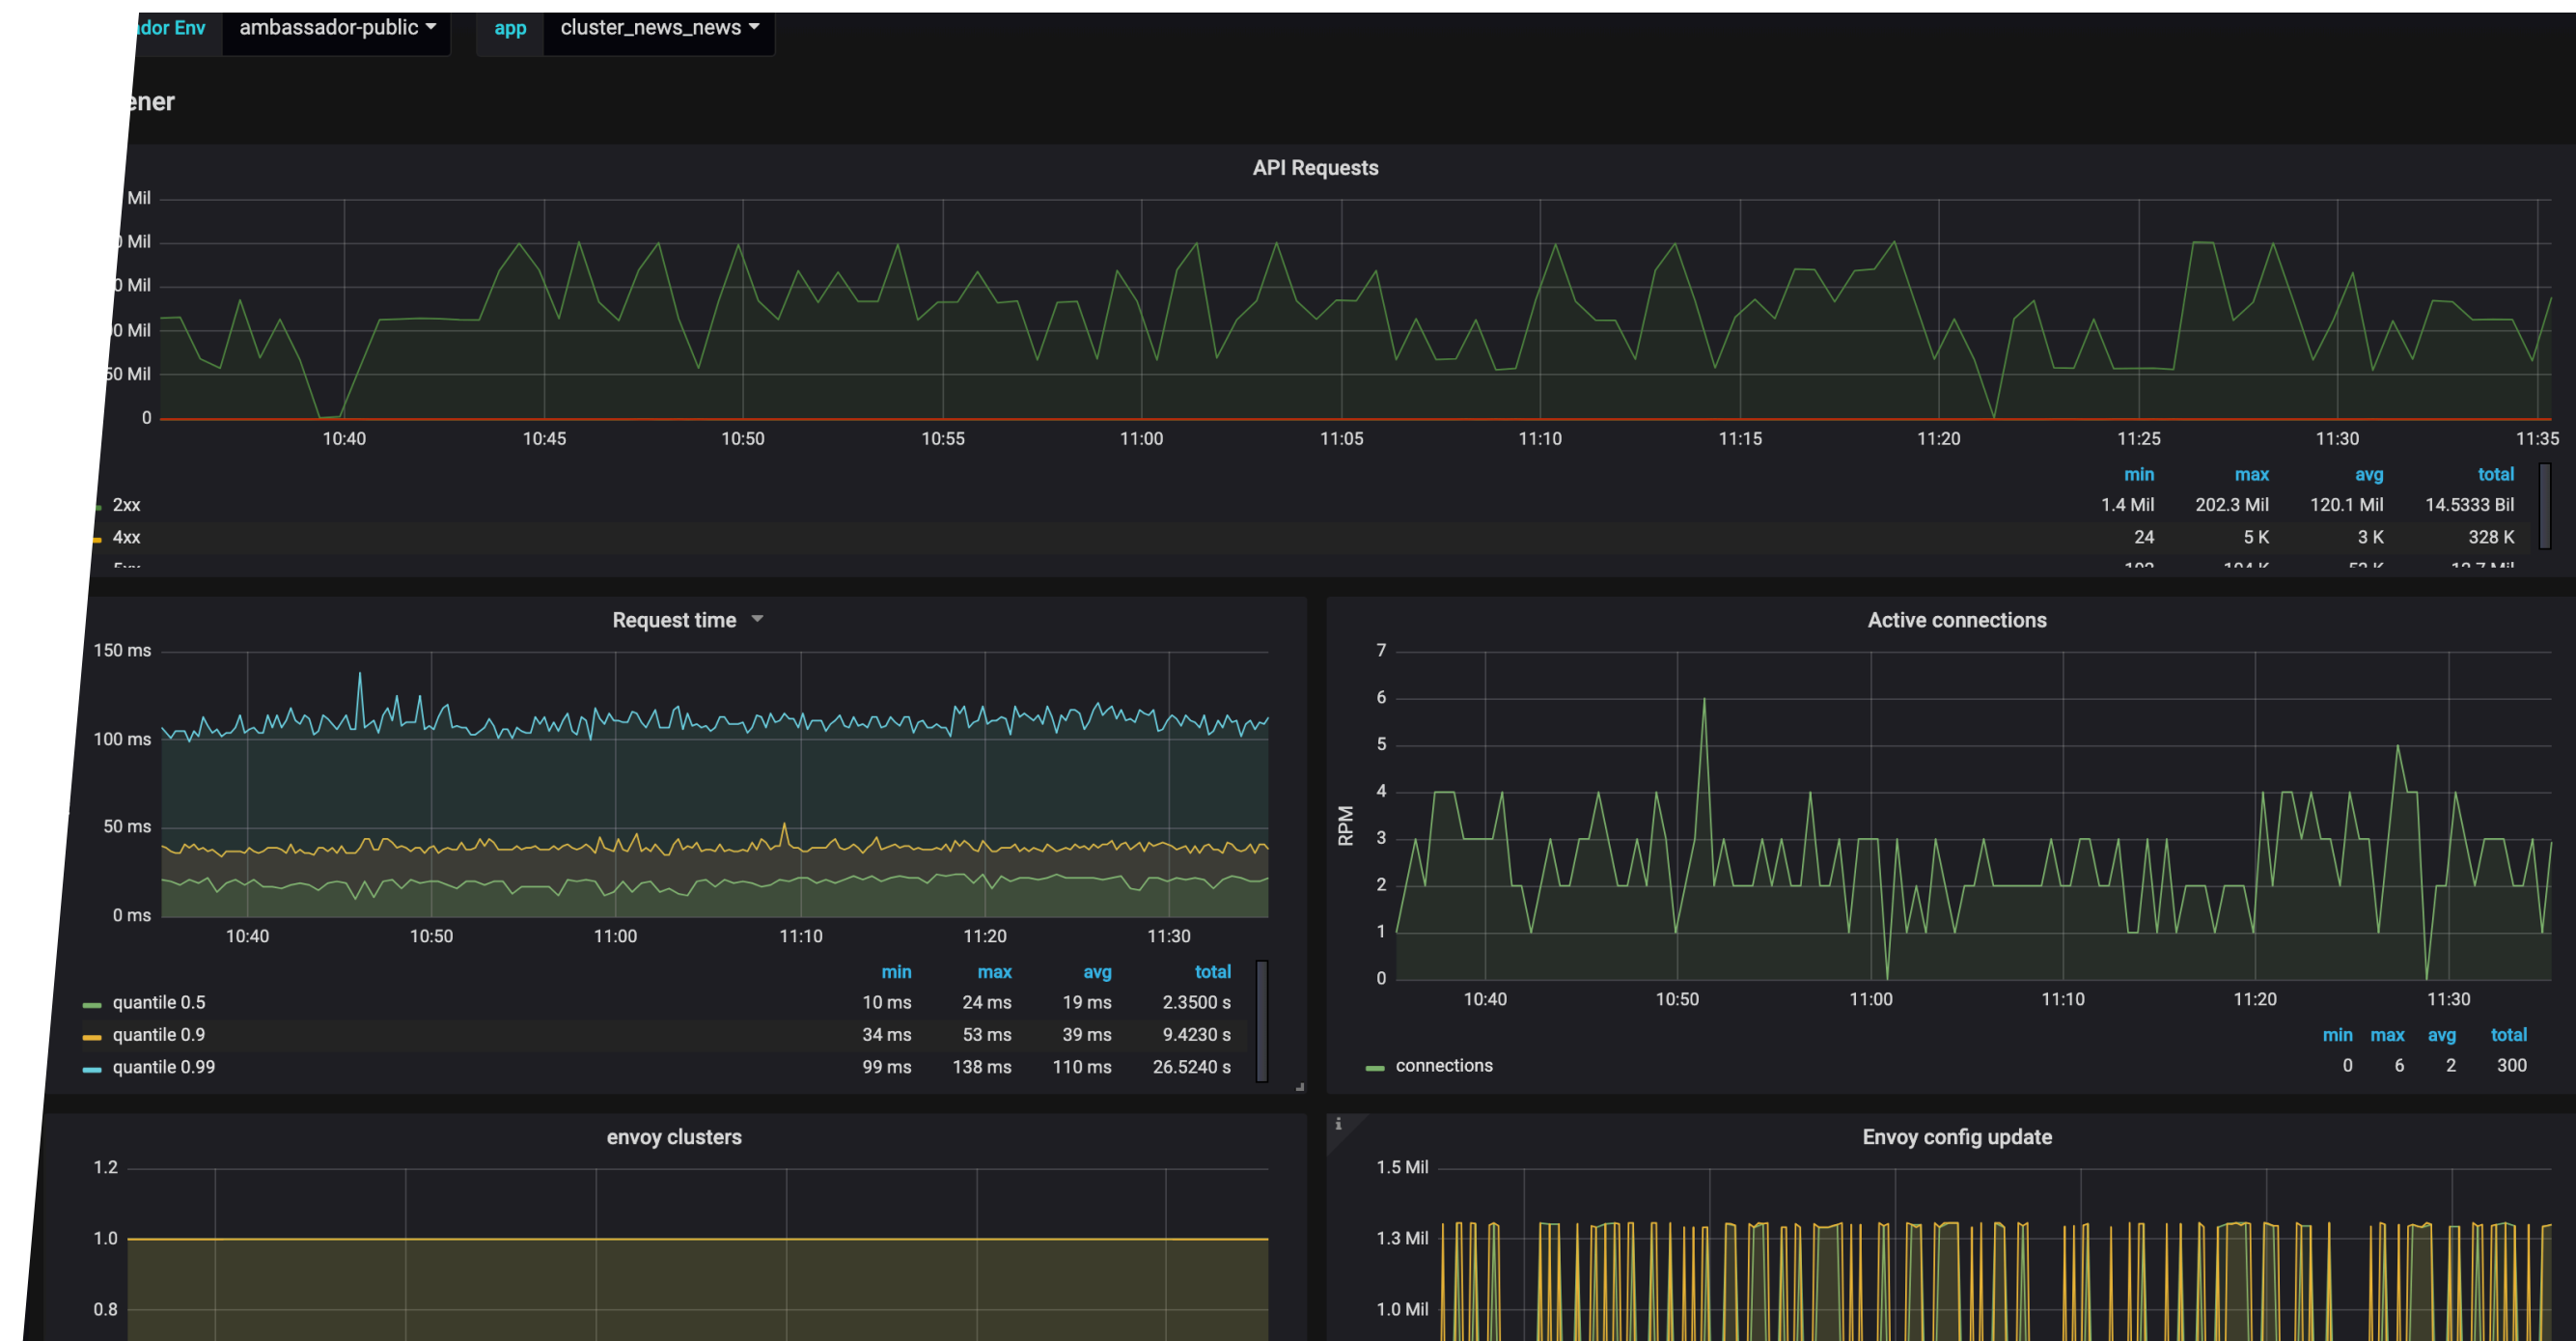 dor Env ambassador-public app cluster_news_news
ener
API Requests
Mil
0 Mil
0 Mil
00 Mil
50 Mil
0
10:40 10:45 10:50 10:55 11:00 11:05 11:10 11:15 11:20 11:25 11:30 11:35
min max avg total
2xx 1.4 Mil 202.3 Mil 120.1 Mil 14.5333 Bil
4xx 24 5 K 3 K 328 K
Request time
150 ms
100 ms
50 ms
0 ms
10:40 10:50 11:00 11:10 11:20 11:30
min max avg total
quantile 0.5 10 ms 24 ms 19 ms 2.3500 s
quantile 0.9 34 ms 53 ms 39 ms 9.4230 s
quantile 0.99 99 ms 138 ms 110 ms 26.5240 s
Active connections
7
6
5
4
3
2
1
0
RPM
10:40 10:50 11:00 11:10 11:20 11:30
min max avg total
connections 0 6 2 300
envoy clusters
1.2
1.0
0.8
i
Envoy config update
1.5 Mil
1.3 Mil
1.0 Mil